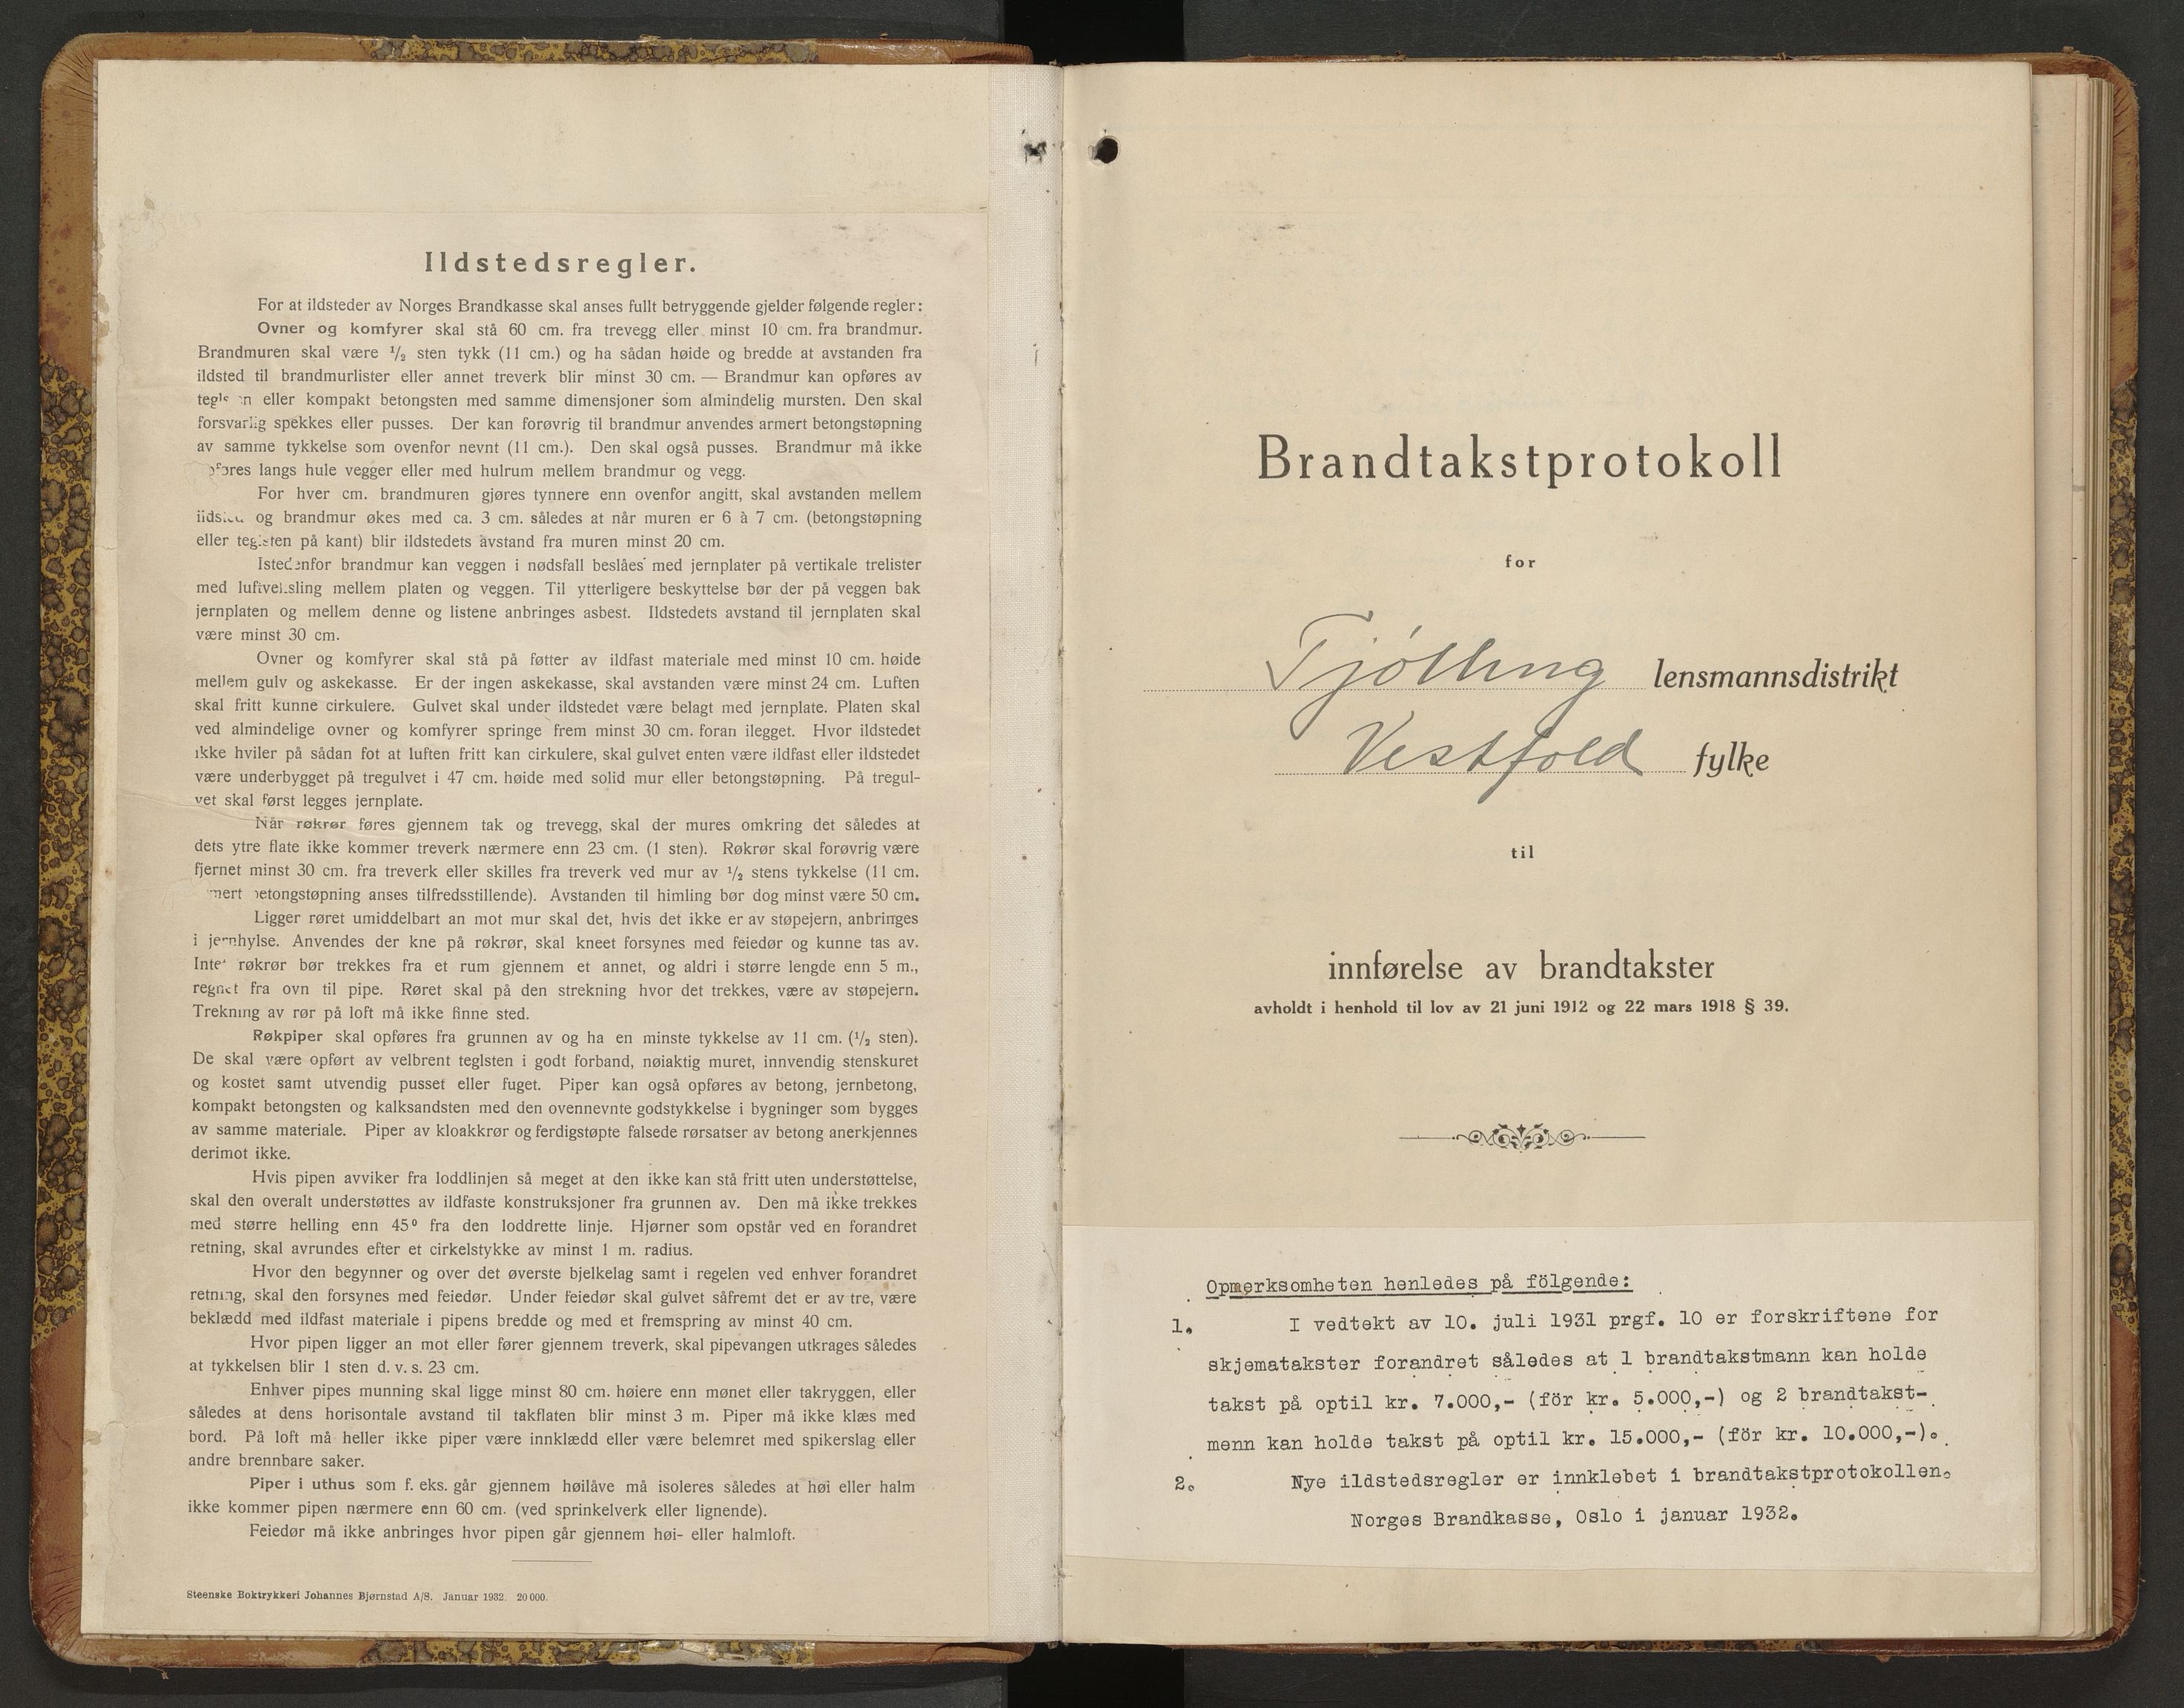 Ildstedsregler.
For at ildsteder av Norges Brandkasse skal anses fullt betryggende gjelder følgende regler:
Ovner og komfyrer skal stå 60 cm. fra trevegg eller minst 10 cm. fra brandmur.
Brandmuren skal være 1/2 sten tykk (11 cm.) og ha sådan høide og bredde at avstanden fra
ildsted til brandmurlister eller annet treverk blir minst 30 cm. — Brandmur kan opføres av
eller kompakt betongsten med samme dimensjoner som almindelig mursten. Den skal
forsvarlig spekkes eller pusses. Der kan forøvrig til brandmur anvendes armert betongstøpning
av samme tykkelse som ovenfor nevnt (11 cm.). Den skal også pusses. Brandmur må ikke
langs hule vegger eller med hulrum mellem brandmur og vegg.
For hver cm. brandmuren gjøres tynnere enn ovenfor angitt, skal avstanden mellem
og brandmur økes med ca. 3 cm. således at når muren er 6 à 7 cm. (betongstøpning
eller teglsten på kant) blir ildstedets avstand fra muren minst 20 cm.
Istedenfor brandmur kan veggen i nødsfall beslåes med jernplater på vertikale trelister
med luftveksling mellem platen og veggen. Til ytterligere beskyttelse bør der på veggen bak
jernplaten og mellem denne og listene anbringes asbest. Ildstedets avstand til jernplaten skal
være minst 30 cm.
Ovner og komfyrer skal stå på føtter av ildfast materiale med minst 10 cm. høide
mellem gulv og askekasse. Er der ingen askekasse, skal avstanden være minst 24 cm. Luften
skal fritt kunne cirkulere. Gulvet skal under ildstedet være belagt med jernplate. Platen skal
ved almindelige ovner og komfyrer springe frem minst 30 cm. foran ilegget. Hvor ildstedet
ikke hviler på sådan fot at luften fritt kan cirkulere, skal gulvet enten være ildfast eller ildstedet
være underbygget på tregulvet i 47 cm. høide med solid mur eller betongstøpning. På tregul-
vet skal først legges jernplate.
Når røkrør føres gjennem tak og trevegg, skal der mures omkring det således at
dets ytre flate ikke kommer treverk nærmere enn 23 cm. (1 sten). Røkrør skal forøvrig være
fjernet minst 30 cm. fra treverk eller skilles fra treverk ved mur av 1/2 stens tykkelse (11 cm.
betongstøpning anses tilfredsstillende). Avstanden til himling bør dog minst være 50 cm.
Ligger røret umiddelbart an mot mur skal det, hvis det ikke er av støpejern, anbringes
i jernhylse. Anvendes der kne på røkrør, skal kneet forsynes med feiedør og kunne tas av.
Intet røkrør bør trekkes fra et rum gjennem et annet, og aldri i større lengde enn 5 m.,
regnet fra ovn til pipe. Røret skal på den strekning hvor det trekkes, være av støpejern.
Trekning av rør på loft må ikke finne sted.
Røkpiper skal opføres fra grunnen av og ha en minste tykkelse av 11 cm. (1/2 sten).
De skal være opført av velbrent teglsten i godt forband, nøiaktig muret, innvendig stenskuret
og kostet samt utvendig pusset eller fuget. Piper kan også opføres av betong, jernbetong,
kompakt betongsten og kalksandsten med den ovennevnte godstykkelse i bygninger som bygges
av samme materiale. Piper av kloakkrør og ferdigstøpte falsede rørsatser av betong anerkjennes
derimot ikke.
Hvis pipen avviker fra loddlinjen så meget at den ikke kan stå fritt uten understøttelse,
skal den overalt understøttes av ildfaste konstruksjoner fra grunnen av. Den må ikke trekkes
med større helling enn 45° fra den loddrette linje. Hjørner som opstår ved en forandret
retning, skal avrundes efter et cirkelstykke av minst 1 m. radius.
Hvor den begynner og over det øverste bjelkelag samt i regelen ved enhver forandret
retning, skal den forsynes med feiedør. Under feiedør skal gulvet såfremt det er av tre, være
beklædd med ildfast materiale i pipens bredde og med et fremspring av minst 40 cm.
Hvor pipen ligger an mot eller fører gjennem treverk, skal pipevangen utkrages således
at tykkelsen blir 1 sten d. v. s. 23 cm.
Enhver pipes munning skal ligge minst 80 cm. høiere enn mønet eller takryggen, eller
således at dens horisontale avstand til takflaten blir minst 3 m. Piper må ikke klæs med
bord. På loft må heller ikke piper være innklædd eller være belemret med spikerslag eller
andre brennbare saker.
Piper i uthus som f. eks. går gjennem høilåve må isoleres således at høi eller halm
ikke kommer pipen nærmere enn 60 cm. (ved sprinkelverk eller lignende).
Feiedør må ikke anbringes hvor pipen går gjennem høi- eller halmloft.
Steenske Boktrykkeri Johannes Bjørnstad A/S. Januar 1932. 20 000.
Brandtakstprotokoll
for
Tjølling lensmannsdistrikt
Vestfold fylke
til
innførelse av brandtakster
avholdt i henhold til lov av 21 juni 1912 og 22 mars 1918 § 39.
Opmerksomheten henledes på fölgende:
1. I vedtekt av 10. juli 1931 prgf. 10 er forskriftene for
skjematakster forandret således at 1 brandtakstmann kan holde
takst på optil kr. 7.000,- (för kr. 5.000,-) og 2 brandtakst-
menn kan holde takst på optil kr. 15.000,- (för kr. 10.000,-).
2. Nye ildstedsregler er innklebet i brandtakstprotokollen.
Norges Brandkasse, Oslo i januar 1932.